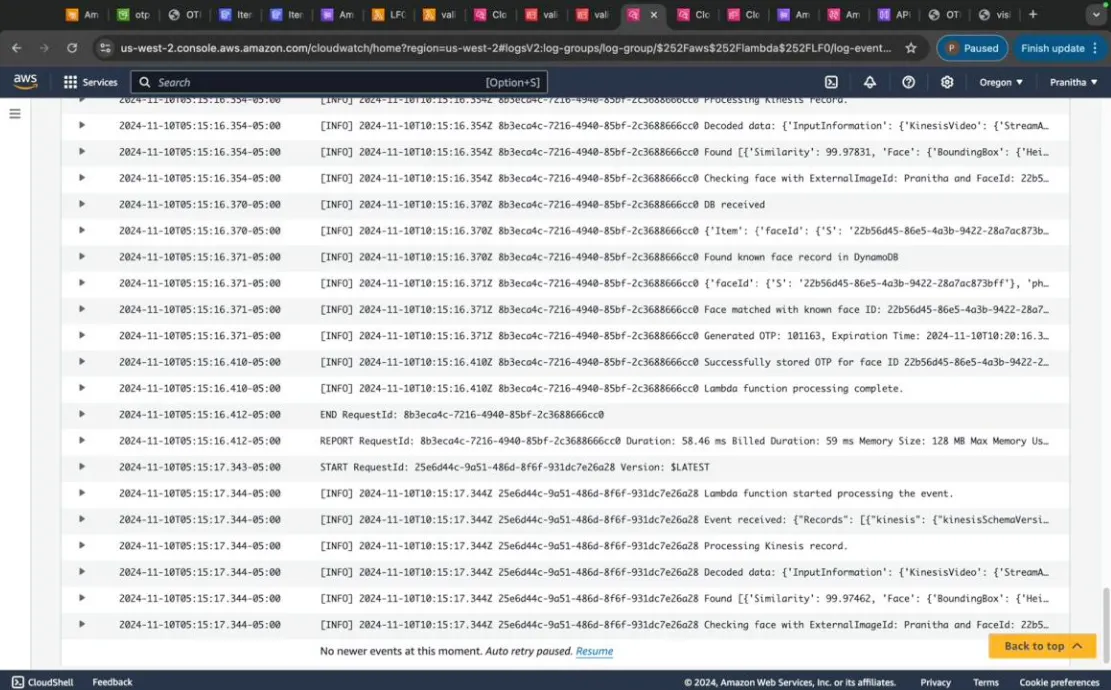 Am otp OTI Iter Iter Am LFC vali Clo vali vali Clo Clo Am Am API OT visi
us-west-2.console.aws.amazon.com/cloudwatch/home?region=us-west-2#logsV2:log-groups/log-group/$252Faws$252Flambda$252FLF0/log-event... P Paused Finish update
aws Services Search [Option+S] Oregon Pranitha
2024-11-10T05:15:16.354-05:00 [INFO] 2024-11-10T10:15:16.354Z 8b3eca4c-7216-4940-85bf-2c3688666cc0 Processing Kinesis record.
2024-11-10T05:15:16.354-05:00 [INFO] 2024-11-10T10:15:16.354Z 8b3eca4c-7216-4940-85bf-2c3688666cc0 Decoded data: {'InputInformation': {'KinesisVideo': {'StreamA…
2024-11-10T05:15:16.354-05:00 [INFO] 2024-11-10T10:15:16.354Z 8b3eca4c-7216-4940-85bf-2c3688666cc0 Found [{'Similarity': 99.97831, 'Face': {'BoundingBox': {'Hei…
2024-11-10T05:15:16.354-05:00 [INFO] 2024-11-10T10:15:16.354Z 8b3eca4c-7216-4940-85bf-2c3688666cc0 Checking face with ExternalImageId: Pranitha and FaceId: 22b5…
2024-11-10T05:15:16.370-05:00 [INFO] 2024-11-10T10:15:16.370Z 8b3eca4c-7216-4940-85bf-2c3688666cc0 DB received
2024-11-10T05:15:16.370-05:00 [INFO] 2024-11-10T10:15:16.370Z 8b3eca4c-7216-4940-85bf-2c3688666cc0 {'Item': {'faceId': {'S': '22b56d45-86e5-4a3b-9422-28a7ac873b…
2024-11-10T05:15:16.371-05:00 [INFO] 2024-11-10T10:15:16.370Z 8b3eca4c-7216-4940-85bf-2c3688666cc0 Found known face record in DynamoDB
2024-11-10T05:15:16.371-05:00 [INFO] 2024-11-10T10:15:16.371Z 8b3eca4c-7216-4940-85bf-2c3688666cc0 {'faceId': {'S': '22b56d45-86e5-4a3b-9422-28a7ac873bff'}, 'ph…
2024-11-10T05:15:16.371-05:00 [INFO] 2024-11-10T10:15:16.371Z 8b3eca4c-7216-4940-85bf-2c3688666cc0 Face matched with known face ID: 22b56d45-86e5-4a3b-9422-28a7…
2024-11-10T05:15:16.371-05:00 [INFO] 2024-11-10T10:15:16.371Z 8b3eca4c-7216-4940-85bf-2c3688666cc0 Generated OTP: 101163, Expiration Time: 2024-11-10T10:20:16.3…
2024-11-10T05:15:16.410-05:00 [INFO] 2024-11-10T10:15:16.410Z 8b3eca4c-7216-4940-85bf-2c3688666cc0 Successfully stored OTP for face ID 22b56d45-86e5-4a3b-9422-2…
2024-11-10T05:15:16.410-05:00 [INFO] 2024-11-10T10:15:16.410Z 8b3eca4c-7216-4940-85bf-2c3688666cc0 Lambda function processing complete.
2024-11-10T05:15:16.412-05:00 END RequestId: 8b3eca4c-7216-4940-85bf-2c3688666cc0
2024-11-10T05:15:16.412-05:00 REPORT RequestId: 8b3eca4c-7216-4940-85bf-2c3688666cc0 Duration: 58.46 ms Billed Duration: 59 ms Memory Size: 128 MB Max Memory Us…
2024-11-10T05:15:17.343-05:00 START RequestId: 25e6d44c-9a51-486d-8f6f-931dc7e26a28 Version: $LATEST
2024-11-10T05:15:17.344-05:00 [INFO] 2024-11-10T10:15:17.344Z 25e6d44c-9a51-486d-8f6f-931dc7e26a28 Lambda function started processing the event.
2024-11-10T05:15:17.344-05:00 [INFO] 2024-11-10T10:15:17.344Z 25e6d44c-9a51-486d-8f6f-931dc7e26a28 Event received: {"Records": [{"kinesis": {"kinesisSchemaVersi…
2024-11-10T05:15:17.344-05:00 [INFO] 2024-11-10T10:15:17.344Z 25e6d44c-9a51-486d-8f6f-931dc7e26a28 Processing Kinesis record.
2024-11-10T05:15:17.344-05:00 [INFO] 2024-11-10T10:15:17.344Z 25e6d44c-9a51-486d-8f6f-931dc7e26a28 Decoded data: {'InputInformation': {'KinesisVideo': {'StreamA…
2024-11-10T05:15:17.344-05:00 [INFO] 2024-11-10T10:15:17.344Z 25e6d44c-9a51-486d-8f6f-931dc7e26a28 Found [{'Similarity': 99.97462, 'Face': {'BoundingBox': {'Hei…
2024-11-10T05:15:17.344-05:00 [INFO] 2024-11-10T10:15:17.344Z 25e6d44c-9a51-486d-8f6f-931dc7e26a28 Checking face with ExternalImageId: Pranitha and FaceId: 22b5…
No newer events at this moment. Auto retry paused. Resume
Back to top
CloudShell Feedback © 2024, Amazon Web Services, Inc. or its affiliates. Privacy Terms Cookie preferences